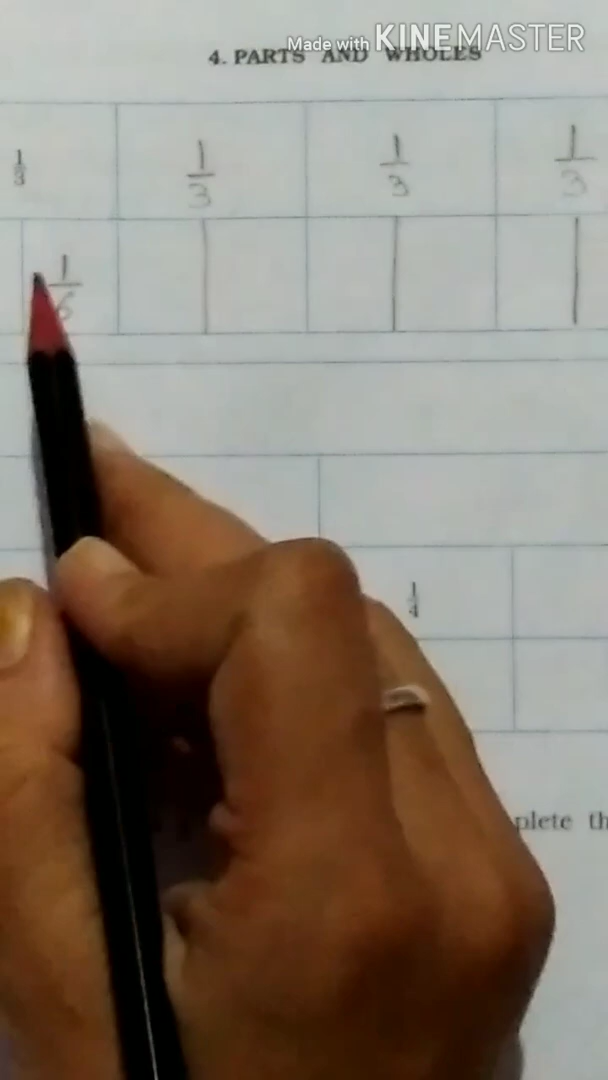 Made with KINEMASTER
4. PARTS AND WHOLES
1/3 1/3 1/3 1/3
1/6
1/4
plete th